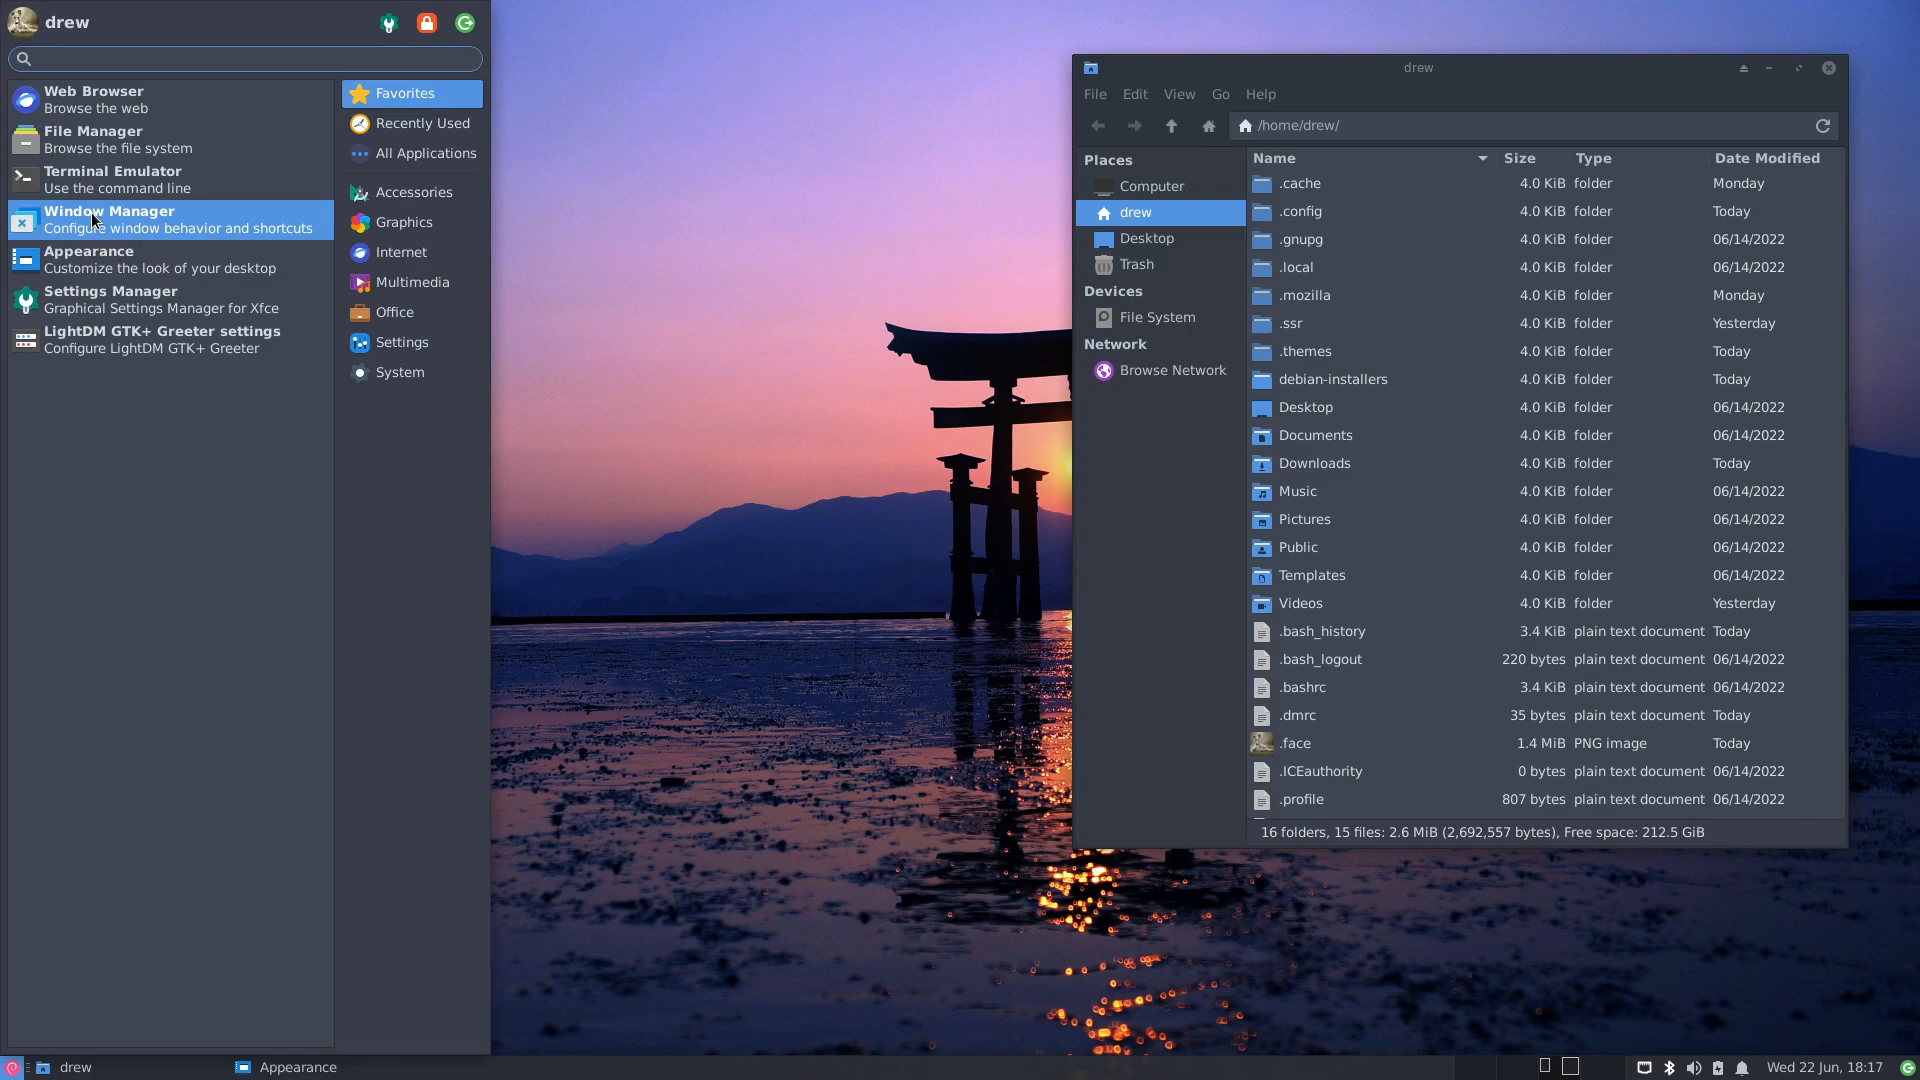 drew
Web Browser
Browse the web
File Manager
Browse the file system
Terminal Emulator
Use the command line
Window Manager
Configure window behavior and shortcuts
Appearance
Customize the look of your desktop
Settings Manager
Graphical Settings Manager for Xfce
LightDM GTK+ Greeter settings
Configure LightDM GTK+ Greeter
Favorites
Recently Used
All Applications
Accessories
Graphics
Internet
Multimedia
Office
Settings
System
drew
File Edit View Go Help
/home/drew/
Places
Computer
drew
Desktop
Trash
Devices
File System
Network
Browse Network
Name Size Type Date Modified
.cache 4.0 KiB folder Monday
.config 4.0 KiB folder Today
.gnupg 4.0 KiB folder 06/14/2022
.local 4.0 KiB folder 06/14/2022
.mozilla 4.0 KiB folder Monday
.ssr 4.0 KiB folder Yesterday
.themes 4.0 KiB folder Today
debian-installers 4.0 KiB folder Today
Desktop 4.0 KiB folder 06/14/2022
Documents 4.0 KiB folder 06/14/2022
Downloads 4.0 KiB folder Today
Music 4.0 KiB folder 06/14/2022
Pictures 4.0 KiB folder 06/14/2022
Public 4.0 KiB folder 06/14/2022
Templates 4.0 KiB folder 06/14/2022
Videos 4.0 KiB folder Yesterday
.bash_history 3.4 KiB plain text document Today
.bash_logout 220 bytes plain text document 06/14/2022
.bashrc 3.4 KiB plain text document 06/14/2022
.dmrc 35 bytes plain text document Today
.face 1.4 MiB PNG image Today
.ICEauthority 0 bytes plain text document 06/14/2022
.profile 807 bytes plain text document 06/14/2022
16 folders, 15 files: 2.6 MiB (2,692,557 bytes), Free space: 212.5 GiB
drew
Appearance
Wed 22 Jun, 18:17